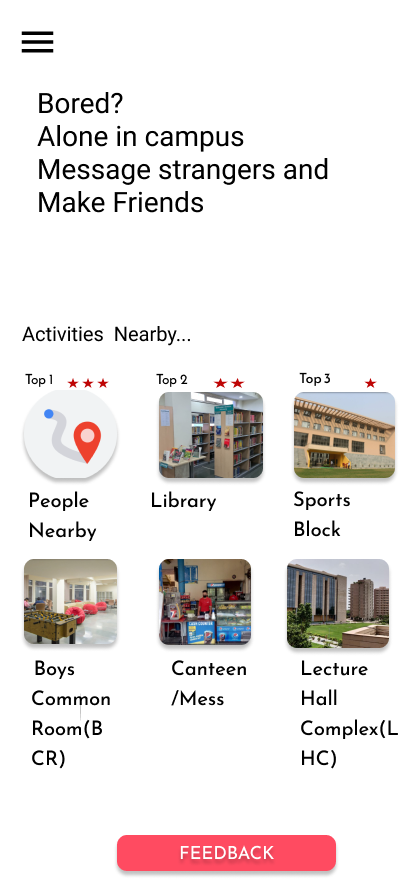 Bored?
Alone in campus
Message strangers and
Make Friends
Activities Nearby...
Top 1
Top 2
Top 3
People
Nearby
Library
Sports
Block
Boys
Common
Room(B
CR)
Canteen
/Mess
Lecture
Hall
Complex(L
HC)
FEEDBACK